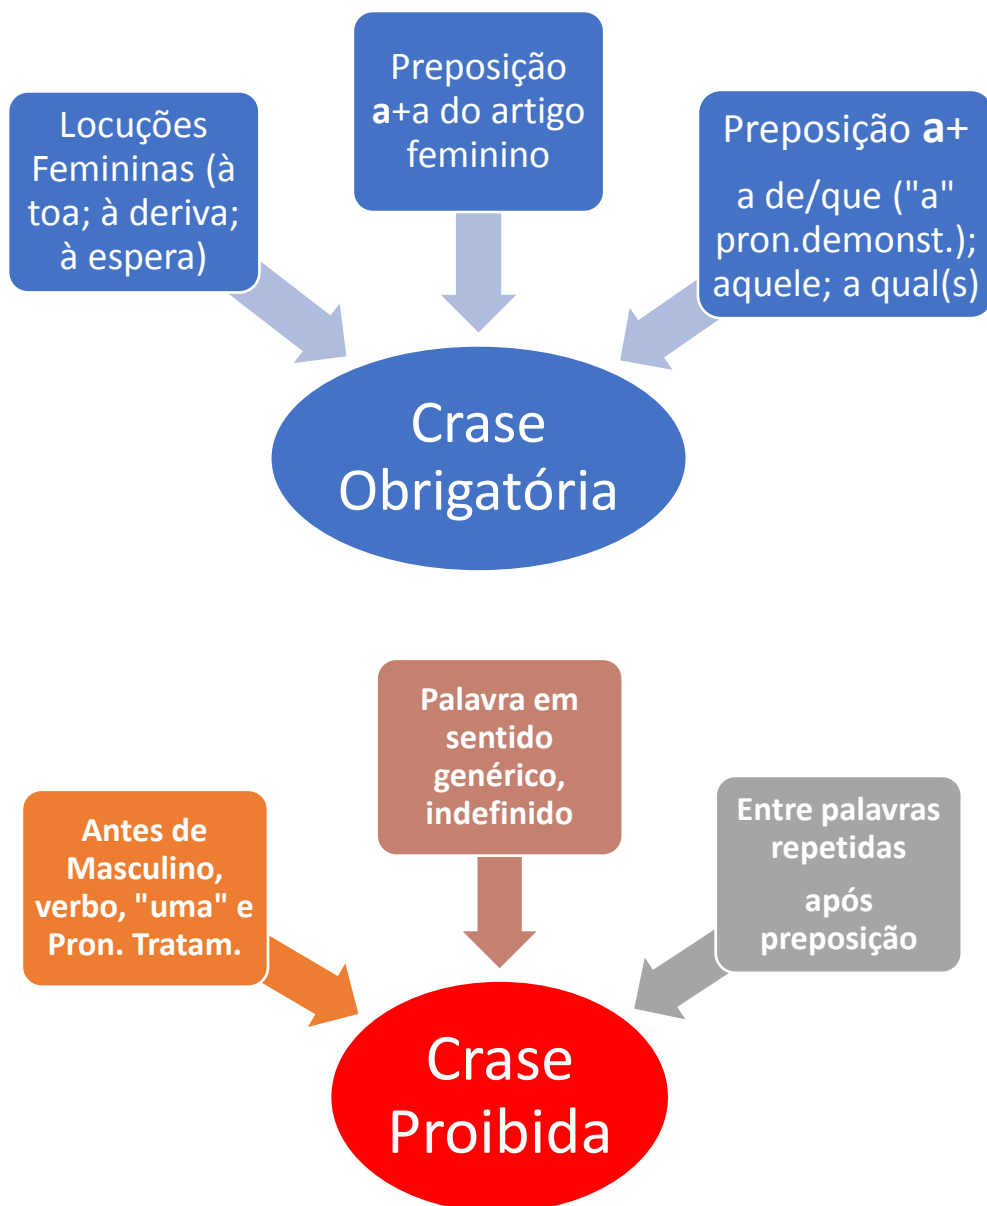 Locuções
Femininas (à
toa; à deriva;
à espera)
Preposição
a+a do artigo
feminino
Preposição a+
a de/que ("a"
pron.demonst.);
aquele; a qual(s)
Crase
Obrigatória
Antes de
Masculino,
verbo, "uma" e
Pron. Tratam.
Palavra em
sentido
genérico,
indefinido
Entre palavras
repetidas
após
preposição
Crase
Proibida